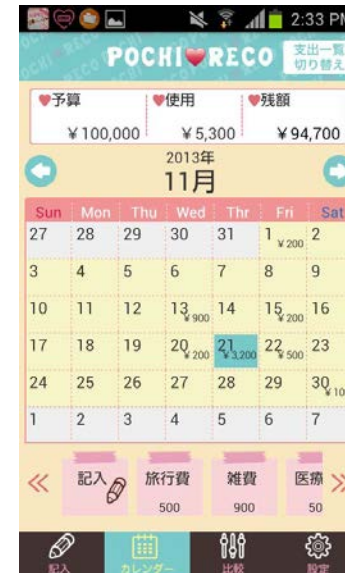 2:33 PM
POCHI RECO
支出一覧
切り替え
予算 使用 残額
¥100,000 ¥5,300 ¥94,700
2013年
11月
Sun Mon Thu Wed Thr Fri Sat
27 28 29 30 31 1 ¥200 2
3 4 5 6 7 8 9
10 11 12 13 ¥900 14 15 ¥200 16
17 18 19 20 ¥200 21 ¥3,200 22 ¥500 23
24 25 26 27 28 29 30 ¥10
1 2 3 4 5 6 7
記入 旅行費 雑費 医療
500 900 50
記入 カレンダー 比較 設定